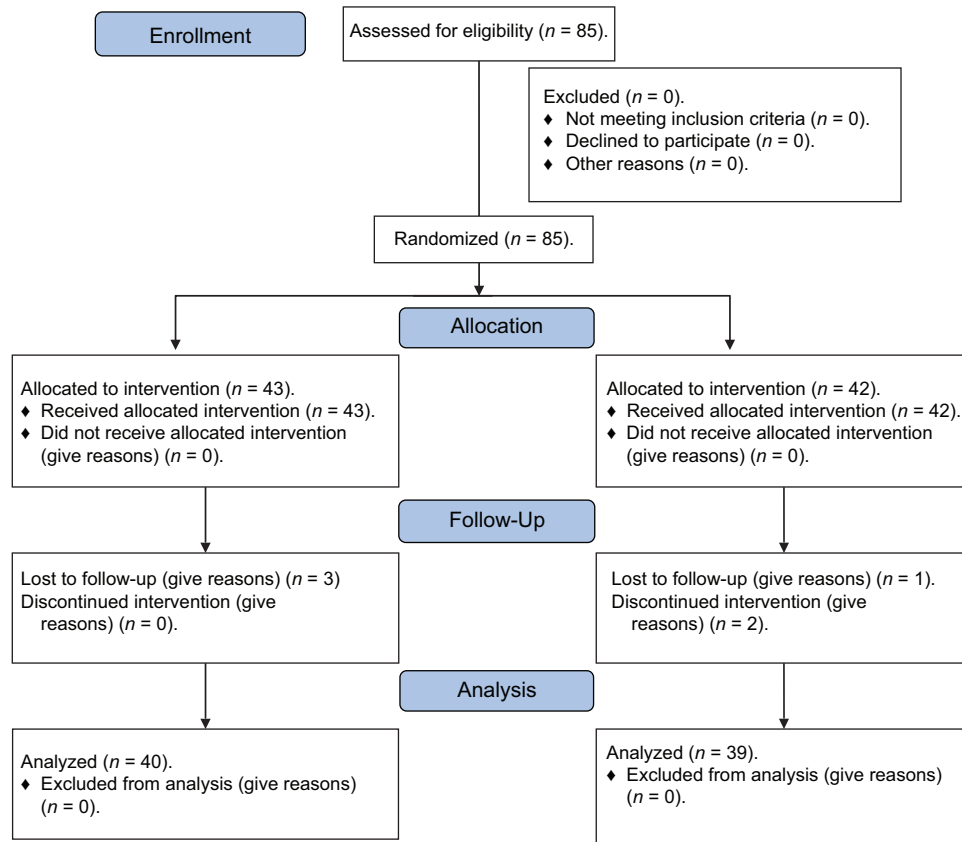 Enrollment
Assessed for eligibility (n = 85).
Excluded (n = 0).
♦ Not meeting inclusion criteria (n = 0).
♦ Declined to participate (n = 0).
♦ Other reasons (n = 0).
Randomized (n = 85).
Allocation
Allocated to intervention (n = 43).
♦ Received allocated intervention (n = 43).
♦ Did not receive allocated intervention
(give reasons) (n = 0).
Allocated to intervention (n = 42).
♦ Received allocated intervention (n = 42).
♦ Did not receive allocated intervention
(give reasons) (n = 0).
Follow-Up
Lost to follow-up (give reasons) (n = 3)
Discontinued intervention (give
reasons) (n = 0).
Lost to follow-up (give reasons) (n = 1).
Discontinued intervention (give
reasons) (n = 2).
Analysis
Analyzed (n = 40).
♦ Excluded from analysis (give reasons)
(n = 0).
Analyzed (n = 39).
♦ Excluded from analysis (give reasons)
(n = 0).